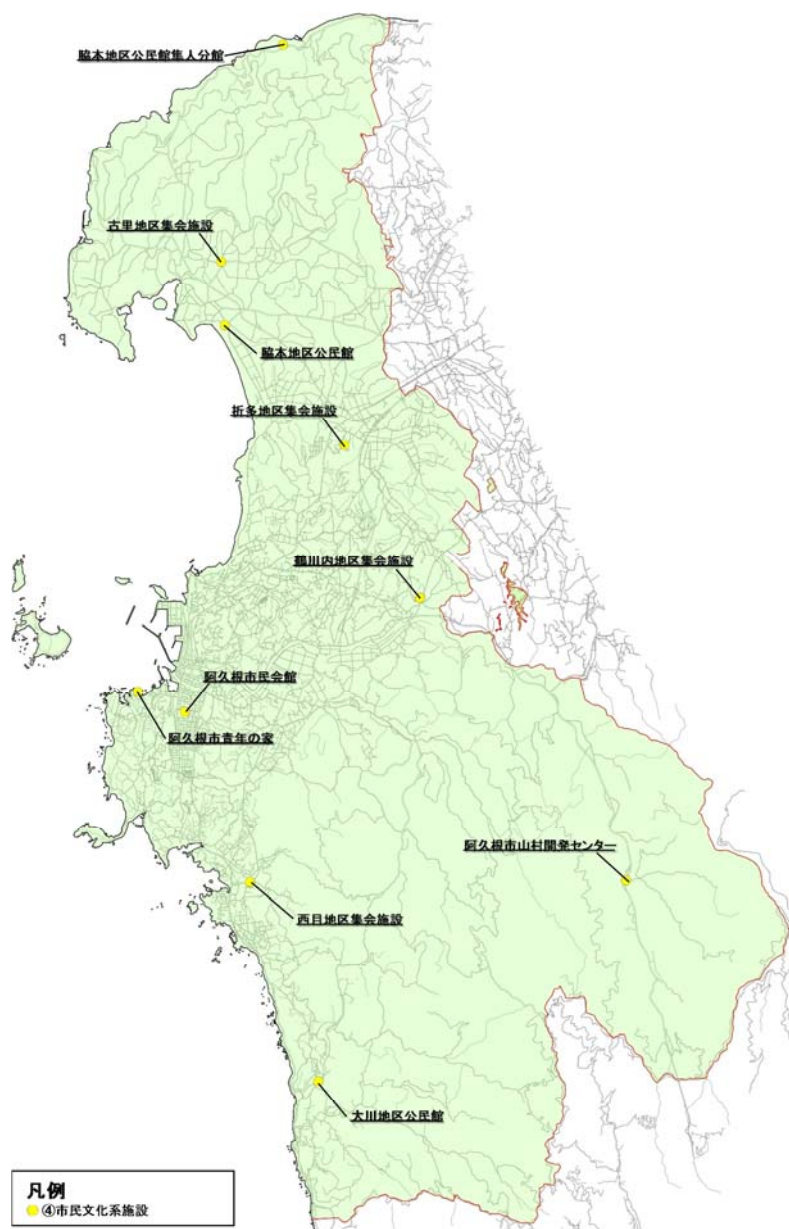 脇本地区公民館隼人分館
古里地区集会施設
脇本地区公民館
折多地区集会施設
鶴川内地区集会施設
阿久根市民会館
阿久根市青年の家
阿久根市山村開発センター
西目地区集会施設
大川地区公民館
凡例
④市民文化系施設